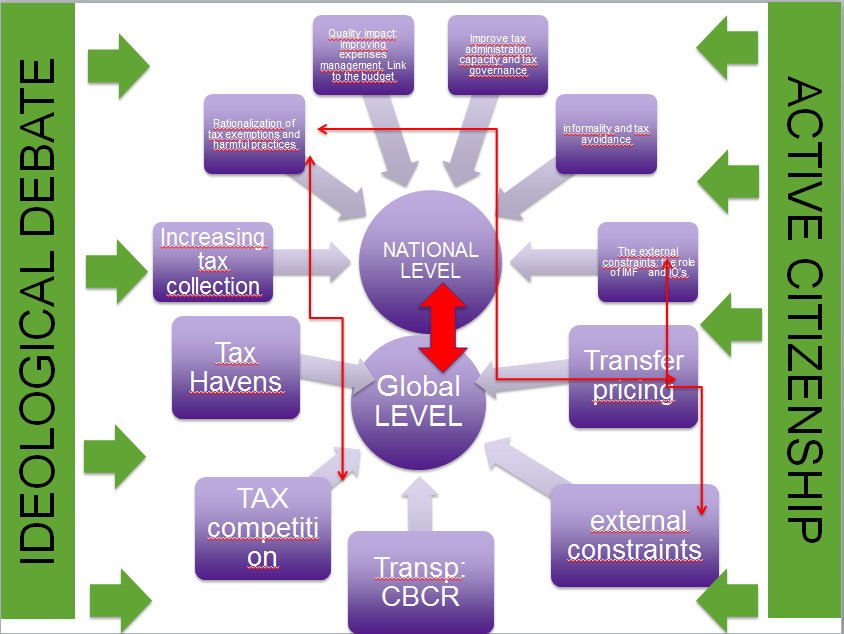 IDEOLOGICAL DEBATE
Quality impact:
improving
expenses
management. Link
to the budget
Improve tax
administration
capacity and tax
governance
Rationalization of
tax exemptions and
harmful practices
informality and tax
avoidance
Increasing
tax
collection
NATIONAL
LEVEL
The external
constraints: the role
of IMF and IO's
Tax
Havens
Global
LEVEL
Transfer
pricing
TAX
competiti
on
Transp:
CBCR
external
constraints
ACTIVE CITIZENSHIP